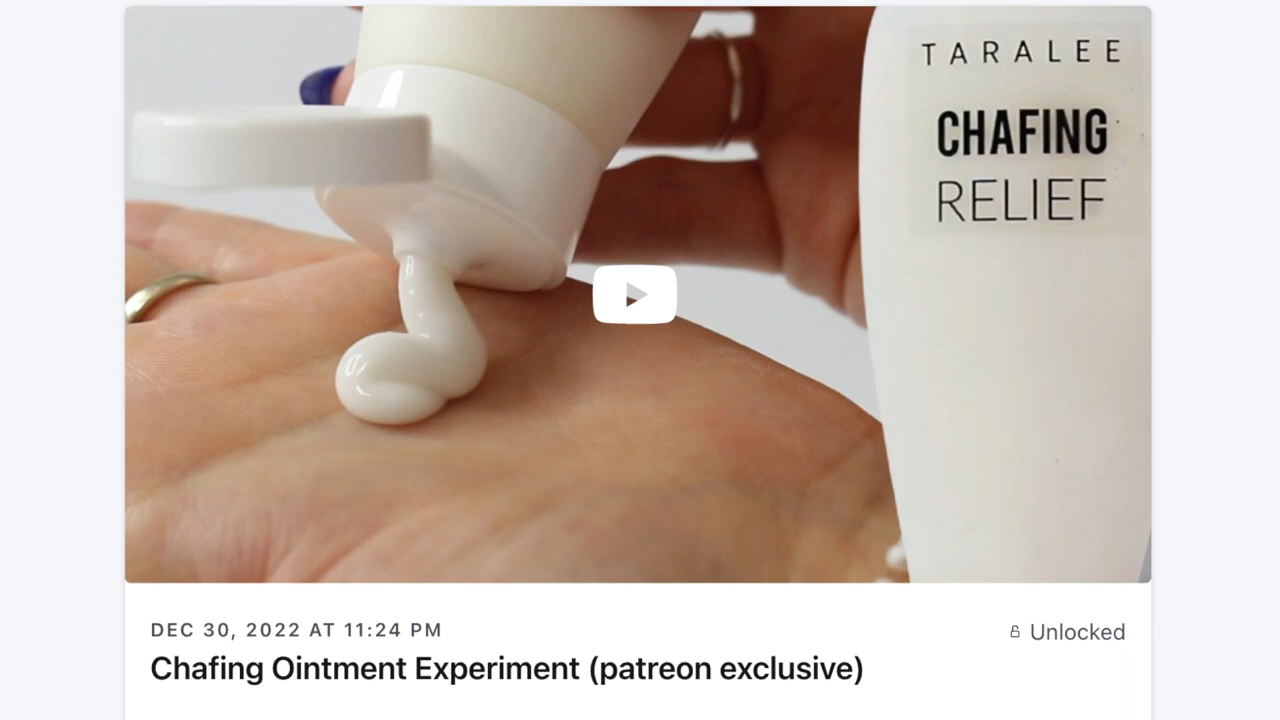 TARALEE
CHAFING
RELIEF
DEC 30, 2022 AT 11:24 PM
Unlocked
Chafing Ointment Experiment (patreon exclusive)